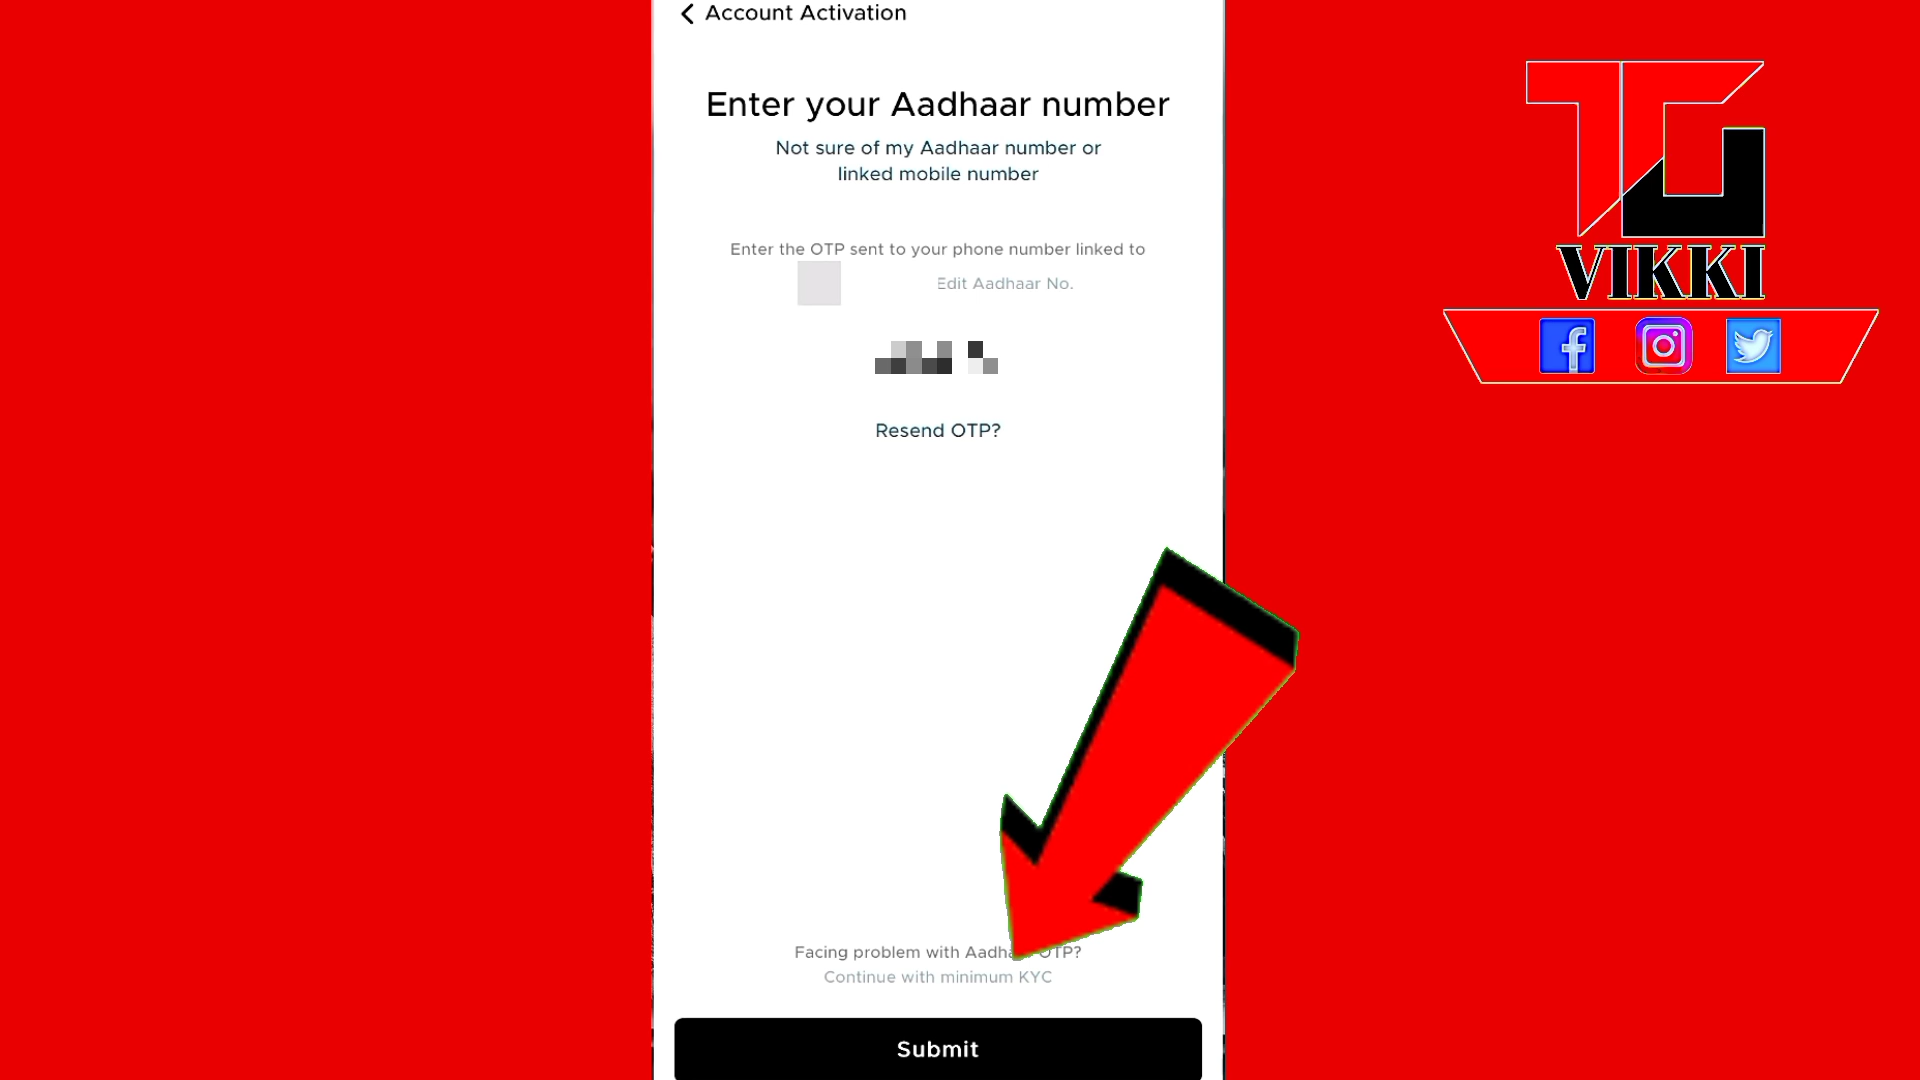 Account Activation
Enter your Aadhaar number
Not sure of my Aadhaar number or
linked mobile number
Enter the OTP sent to your phone number linked to
Edit Aadhaar No.
Resend OTP?
Facing problem with OTP?
Continue with minimum KYC
Submit
TG
VIKKI